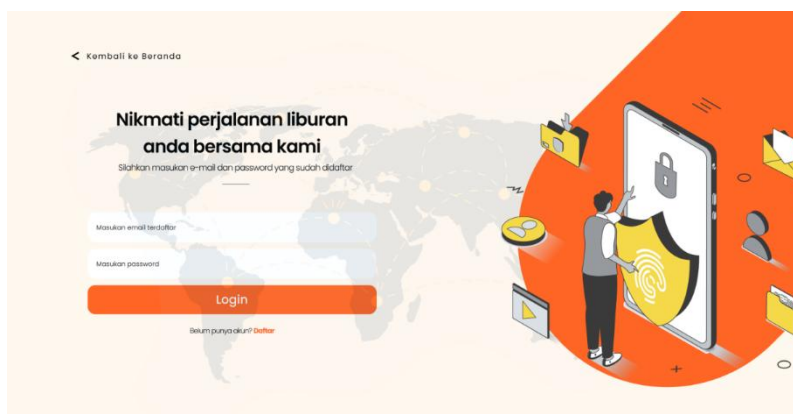 < Kembali ke Beranda
Nikmati perjalanan liburan
anda bersama kami
Silahkan masukan e-mail dan password yang sudah didaftar
Masukan email terdaftar
Masukan password
Login
Belum punya akun? Daftar